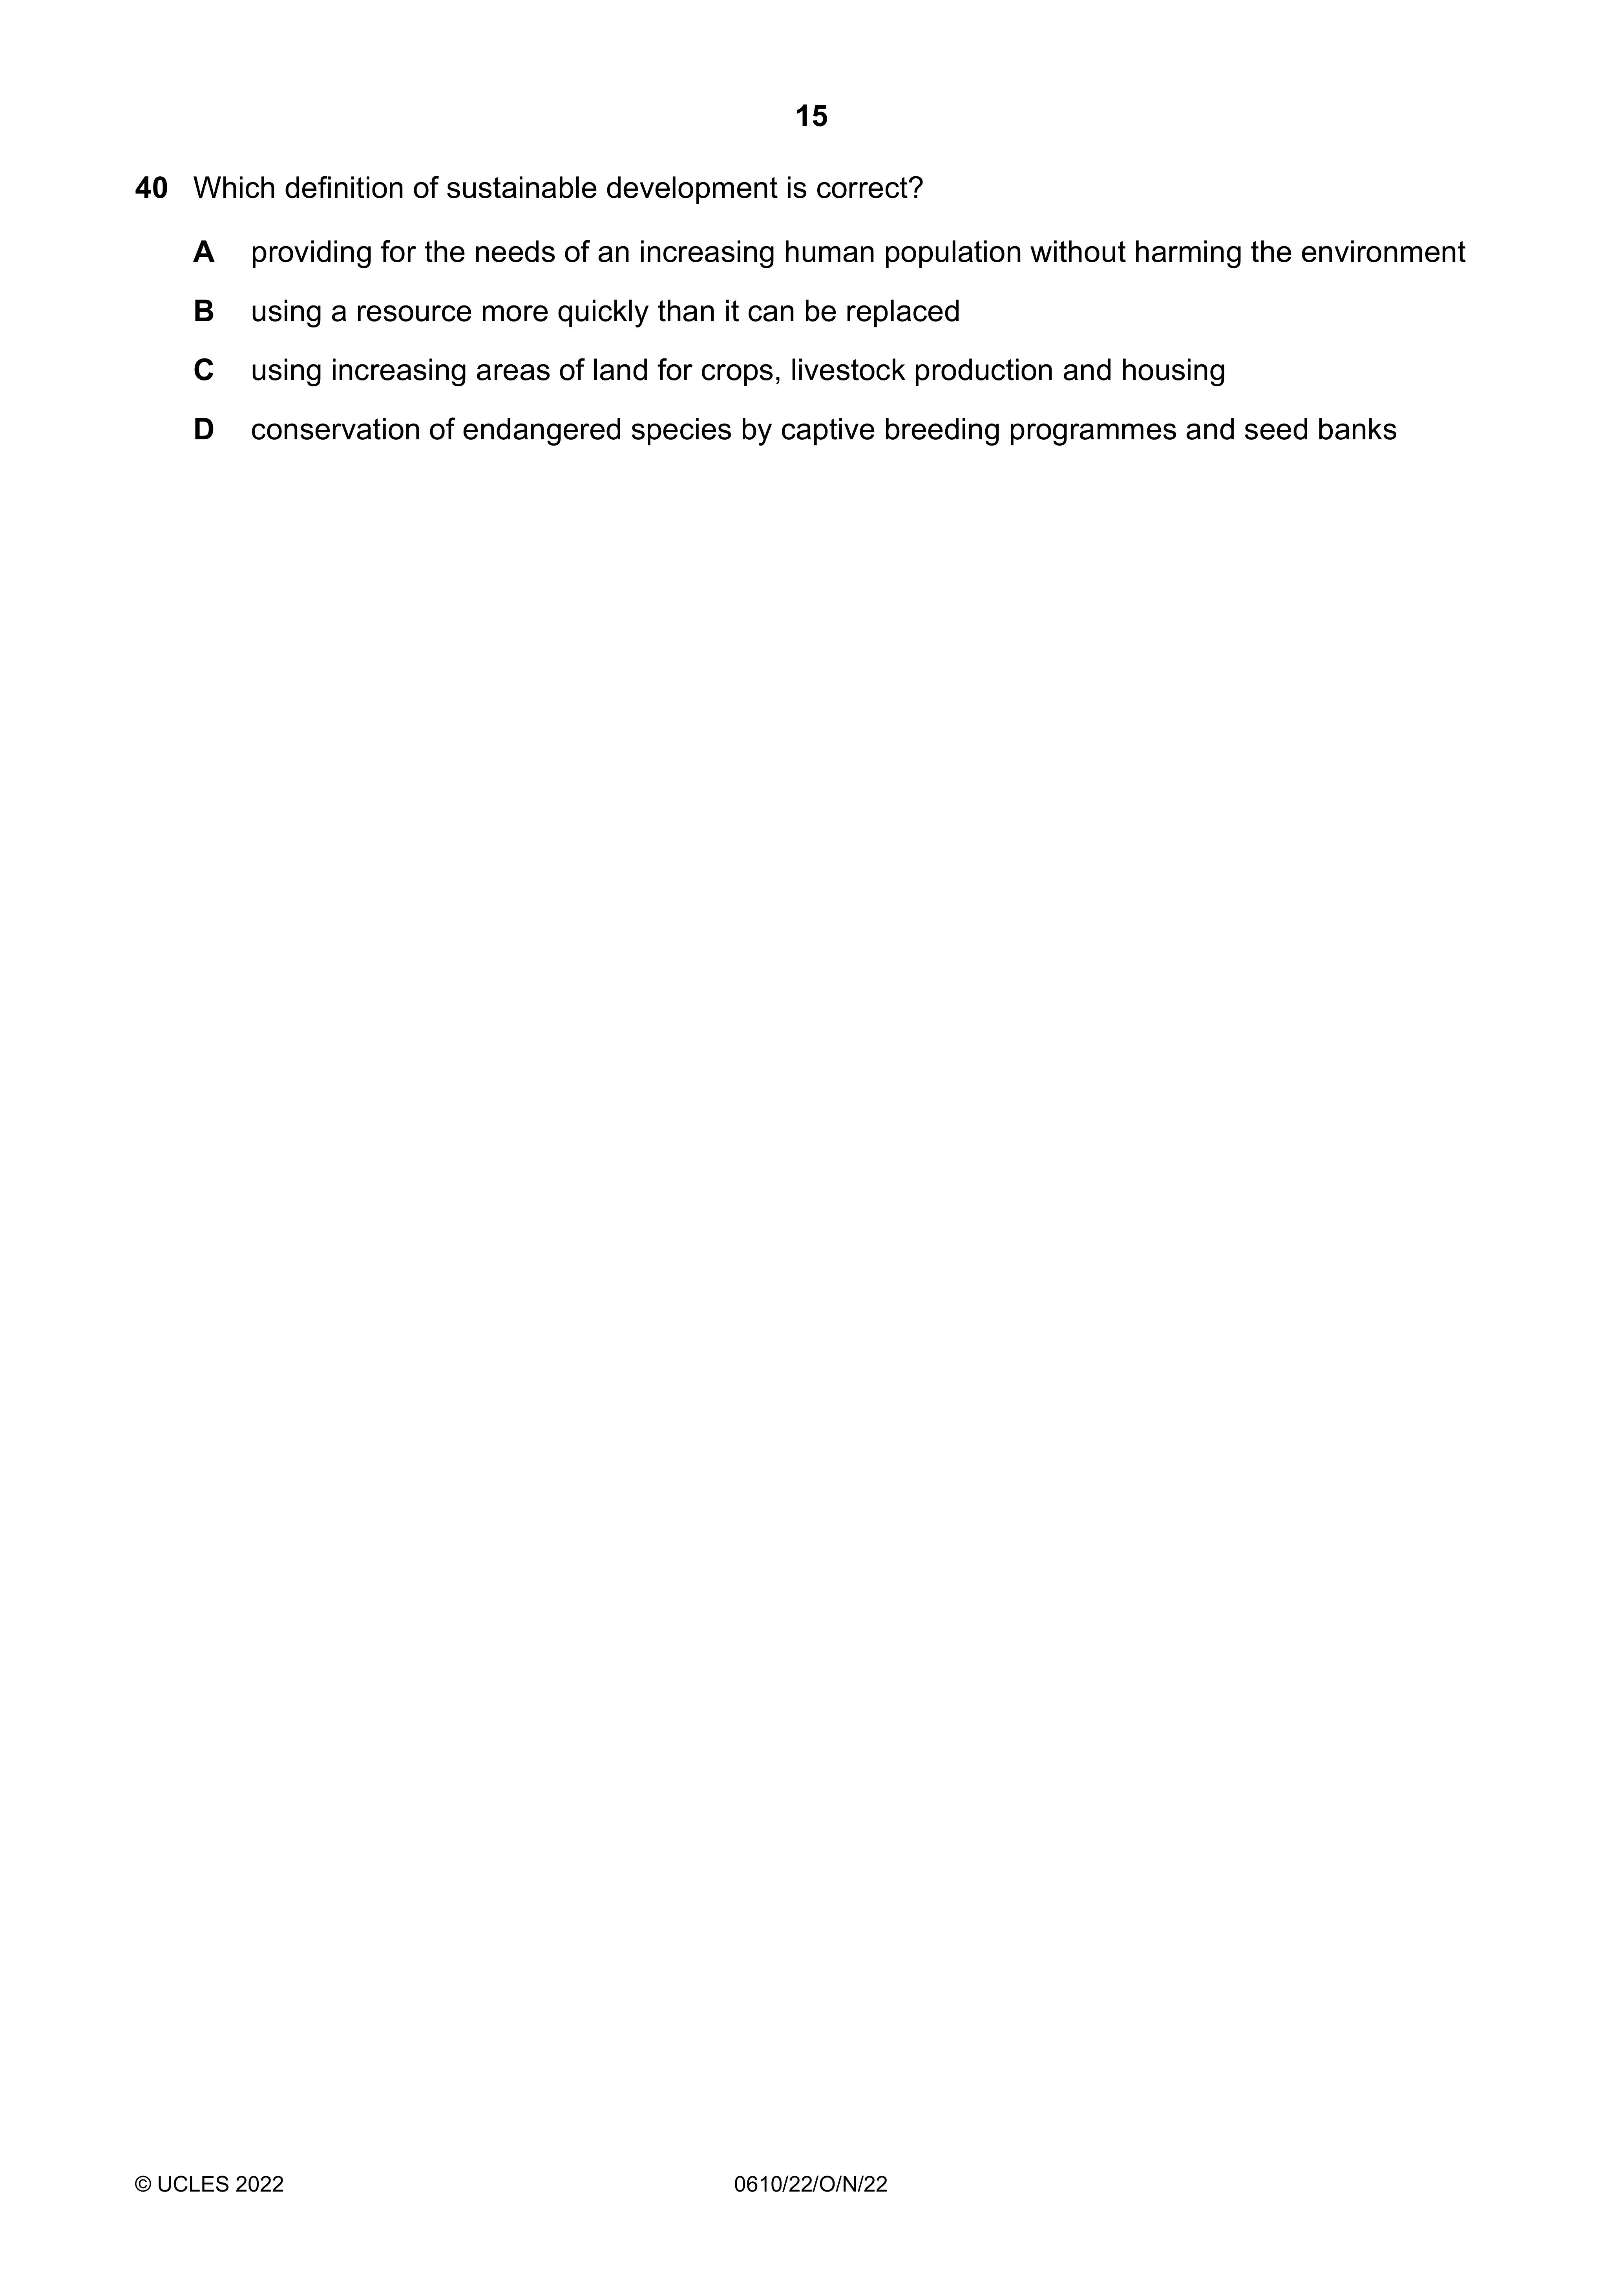 15
40 Which definition of sustainable development is correct?
A providing for the needs of an increasing human population without harming the environment
B using a resource more quickly than it can be replaced
C using increasing areas of land for crops, livestock production and housing
D conservation of endangered species by captive breeding programmes and seed banks
© UCLES 2022 0610/22/O/N/22